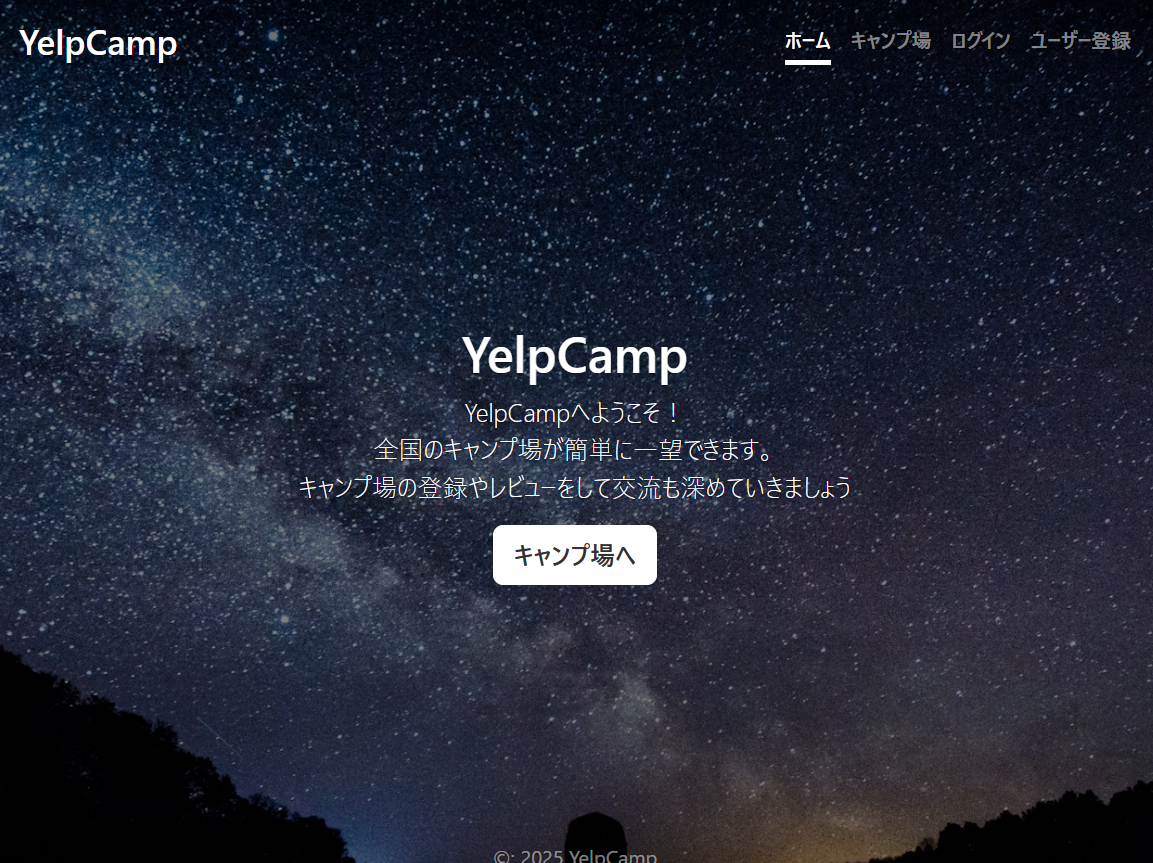 YelpCamp
ホーム キャンプ場 ログイン ユーザー登録
YelpCamp
YelpCampへようこそ！
全国のキャンプ場が簡単に一望できます。
キャンプ場の登録やレビューをして交流も深めていきましょう
キャンプ場へ
©; 2025 YelpCamp